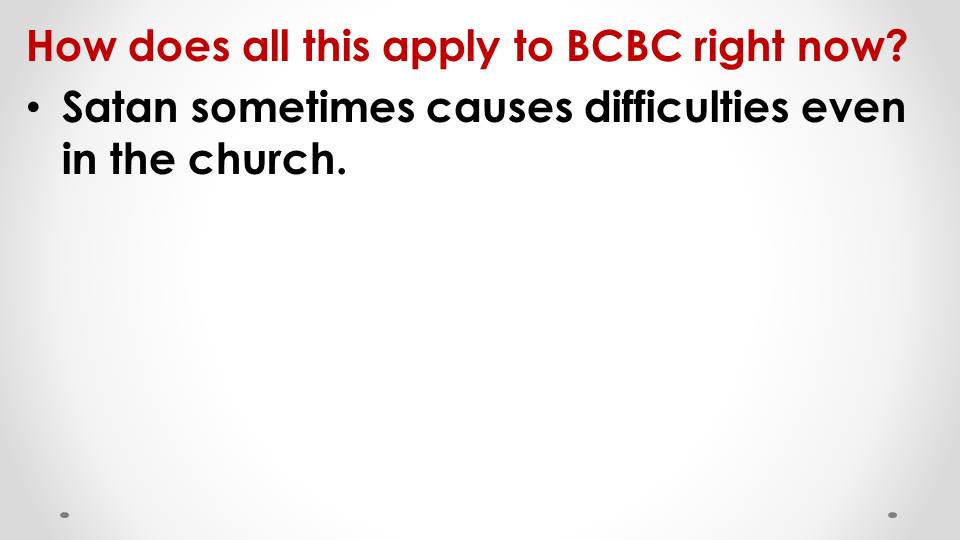 How does all this apply to BCBC right now?
• Satan sometimes causes difficulties even
in the church.